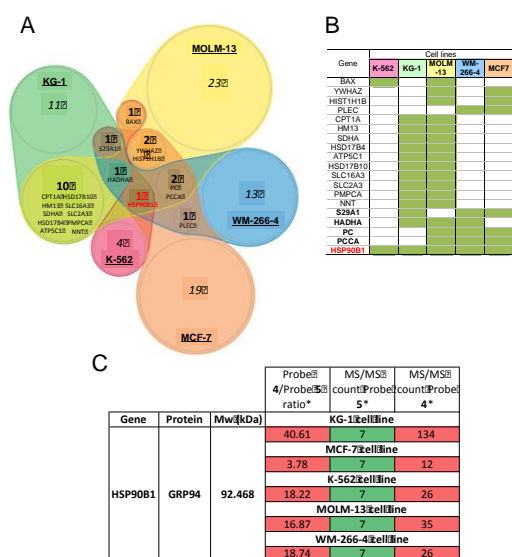 A
MOLM-13
23⍰
KG-1
11⍰
1⍰
BAX⍰
1⍰
S29A1⍰
2⍰
YWHAZ⍰
HIST1H1B⍰
1⍰
HADHA⍰
10⍰
CPT1A⍰HSD17B10⍰
HM13⍰ SLC16A3⍰
SDHA⍰ SLC2A3⍰
HSD17B4⍰PMPCA⍰
ATP5C1⍰ NNT⍰
1⍰
HSP90B1⍰
2⍰
PC⍰
PCCA⍰
1⍰
PLEC⍰
13⍰
WM-266-4
4⍰
K-562
19⍰
MCF-7
B
Cell lines
Gene K-562 KG-1 MOLM-13 WM-266-4 MCF7
BAX
YWHAZ
HIST1H1B
PLEC
CPT1A
HM13
SDHA
HSD17B4
ATP5C1
HSD17B10
SLC16A3
SLC2A3
PMPCA
NNT
S29A1
HADHA
PC
PCCA
HSP90B1
C
Probe⍰ MS/MS⍰ MS/MS⍰
4/Probe⍰5⍰ count⍰Probe⍰ count⍰Probe⍰
ratio* 5* 4*
Gene Protein Mw⍰(kDa)
KG-1⍰cell⍰line
40.61 7 134
MCF-7⍰cell⍰line
3.78 7 12
K-562⍰cell⍰line
HSP90B1 GRP94 92.468
18.22 7 26
MOLM-13⍰cell⍰line
16.87 7 35
WM-266-4⍰cell⍰line
18.74 7 26